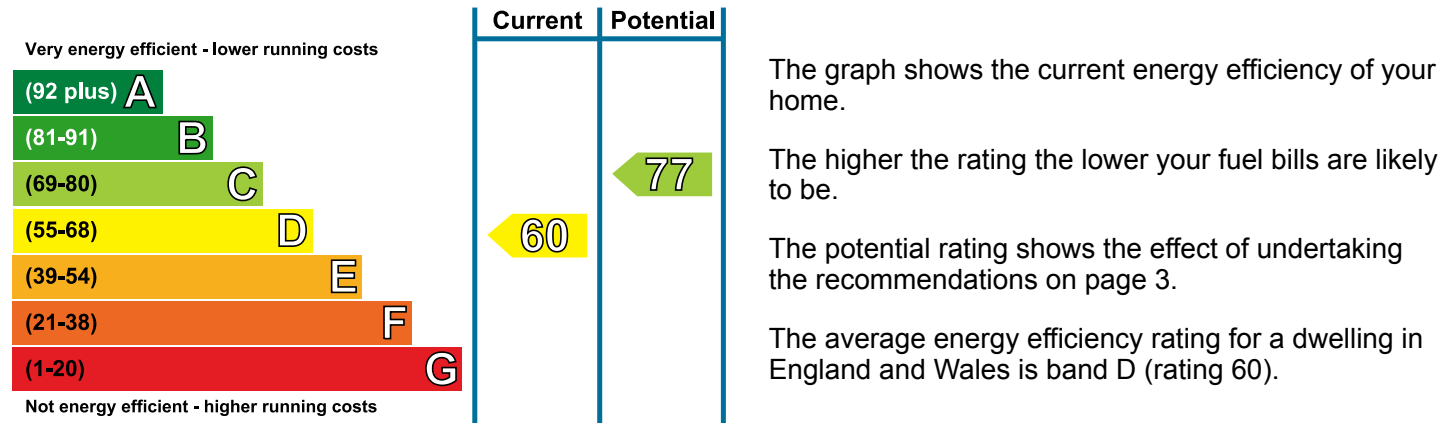 Current Potential
Very energy efficient - lower running costs
(92 plus) A
(81-91) B
(69-80) C
77
(55-68) D
60
(39-54) E
(21-38) F
(1-20) G
Not energy efficient - higher running costs
The graph shows the current energy efficiency of your
home.
The higher the rating the lower your fuel bills are likely
to be.
The potential rating shows the effect of undertaking
the recommendations on page 3.
The average energy efficiency rating for a dwelling in
England and Wales is band D (rating 60).